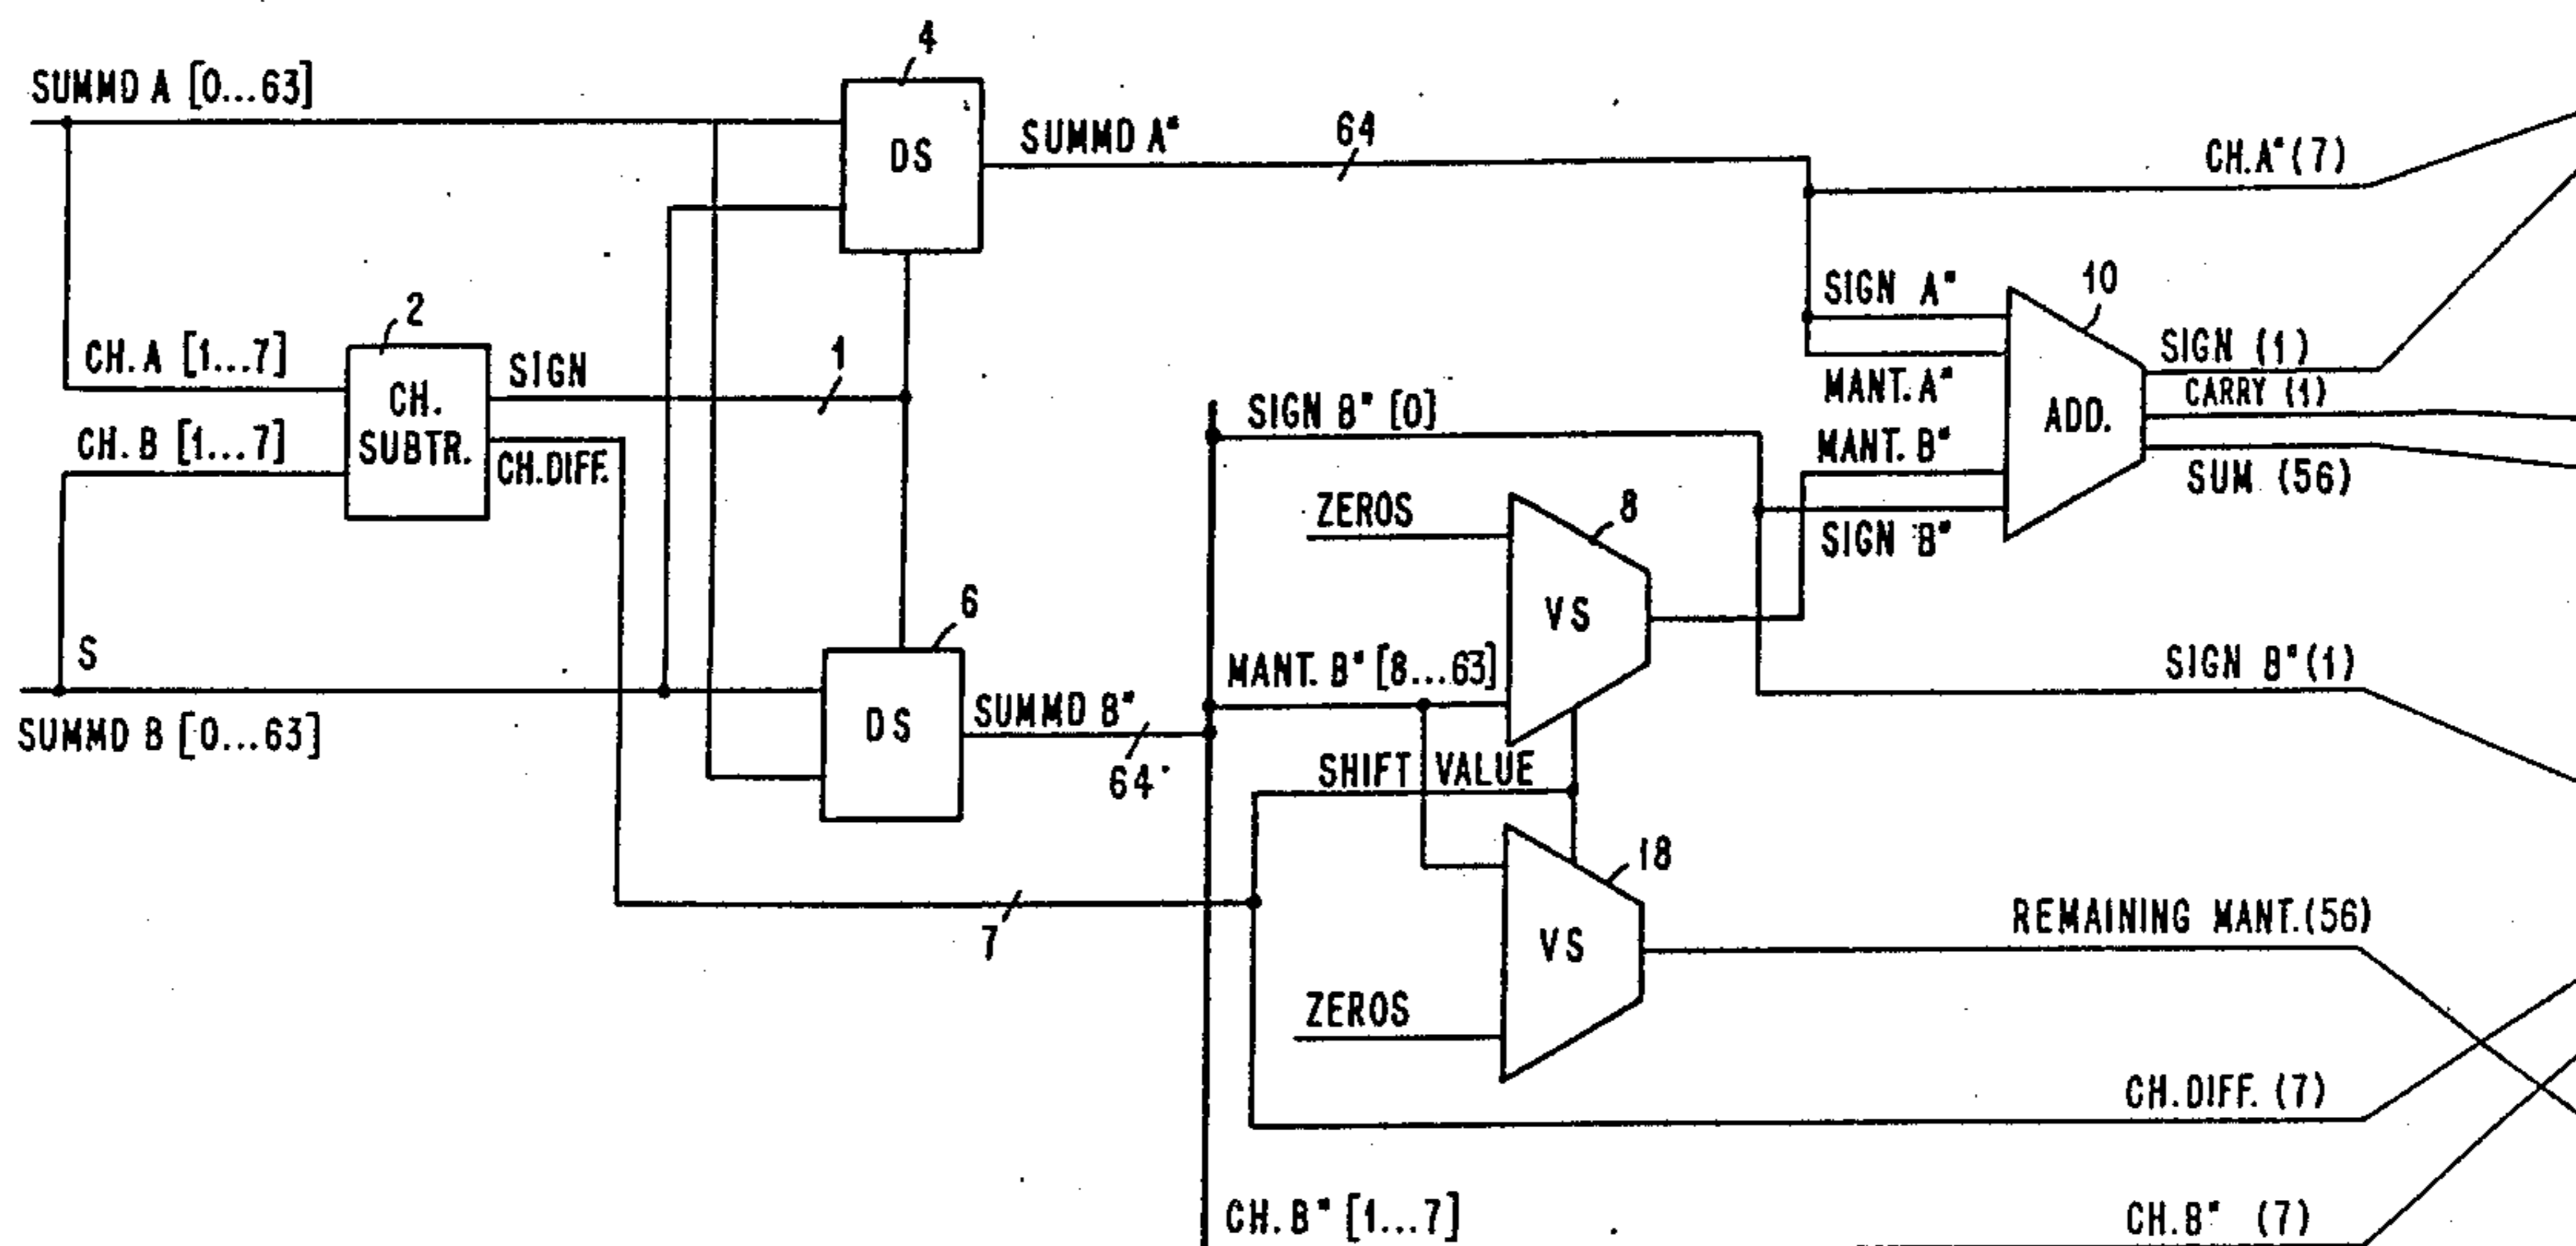 4
SUMMD A [0...63]
DS
SUMMD A"
64
CH.A" (7)
2
CH. A [1...7]
CH. B [1...7]
CH.
SUBTR.
SIGN
1
CH.DIFF.
SIGN A"
MANT. A"
MANT. B"
SIGN B"
10
ADD.
SIGN (1)
CARRY (1)
SUM (56)
SIGN B" [0]
ZEROS
8
VS
S
SUMMD B [0...63]
6
DS
SUMMD B"
64
MANT. B" [8...63]
SIGN B" (1)
SHIFT VALUE
18
VS
7
ZEROS
REMAINING MANT. (56)
CH.DIFF. (7)
CH. B" [1...7]
CH.B" (7)